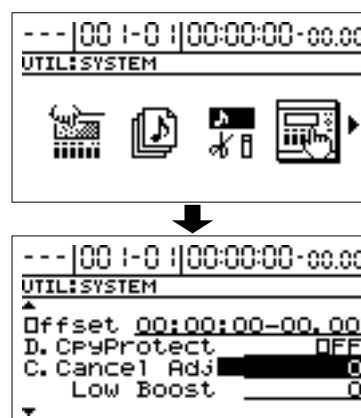 ---|001-01|00:00:00-00.00
UTIL:SYSTEM
---|001-01|00:00:00-00.00
UTIL:SYSTEM
Offset 00:00:00-00.00
D.CpyProtect OFF
C.Cancel Adj 0
Low Boost 0